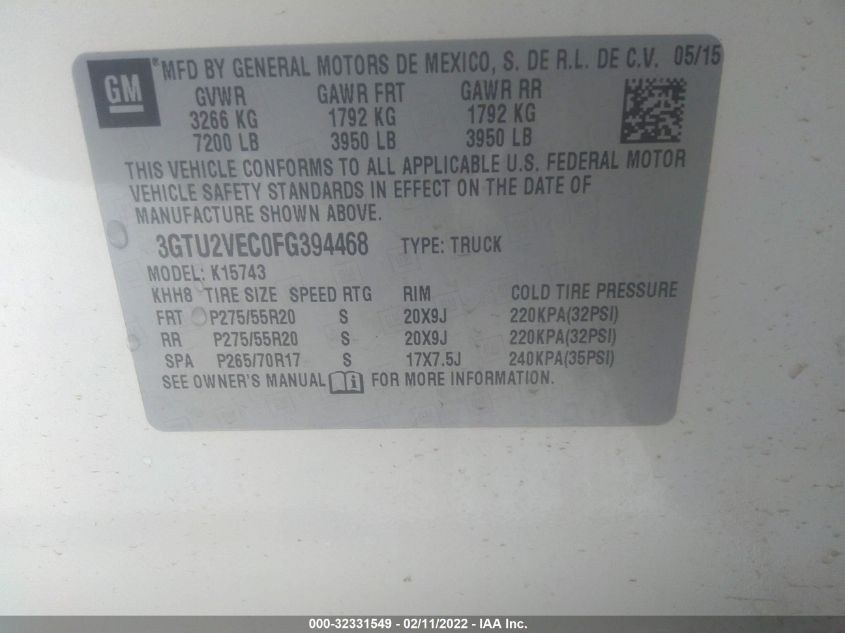 GM
® MFD BY GENERAL MOTORS DE MEXICO, S. DE R.L. DE C.V. 05/15
GVWR GAWR FRT GAWR RR
3266 KG 1792 KG 1792 KG
7200 LB 3950 LB 3950 LB
THIS VEHICLE CONFORMS TO ALL APPLICABLE U.S. FEDERAL MOTOR
VEHICLE SAFETY STANDARDS IN EFFECT ON THE DATE OF
MANUFACTURE SHOWN ABOVE.
3GTU2VEC0FG394468 TYPE: TRUCK
MODEL: K15743
KHH8 TIRE SIZE SPEED RTG RIM COLD TIRE PRESSURE
FRT P275/55R20 S 20X9J 220KPA(32PSI)
RR P275/55R20 S 20X9J 220KPA(32PSI)
SPA P265/70R17 S 17X7.5J 240KPA(35PSI)
SEE OWNER'S MANUAL FOR MORE INFORMATION.
000-32331549 - 02/11/2022 - IAA Inc.